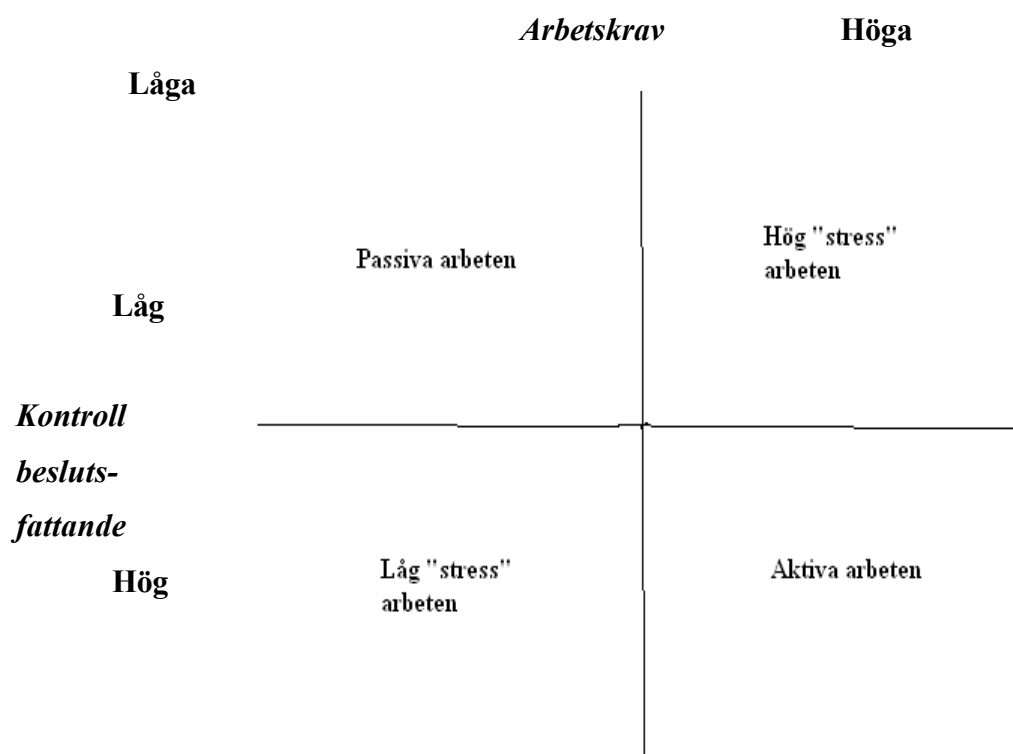 Arbetskrav Höga
Låga
Passiva arbeten
Hög "stress"
arbeten
Låg
Kontroll
besluts-
fattande
Hög
Låg "stress"
arbeten
Aktiva arbeten